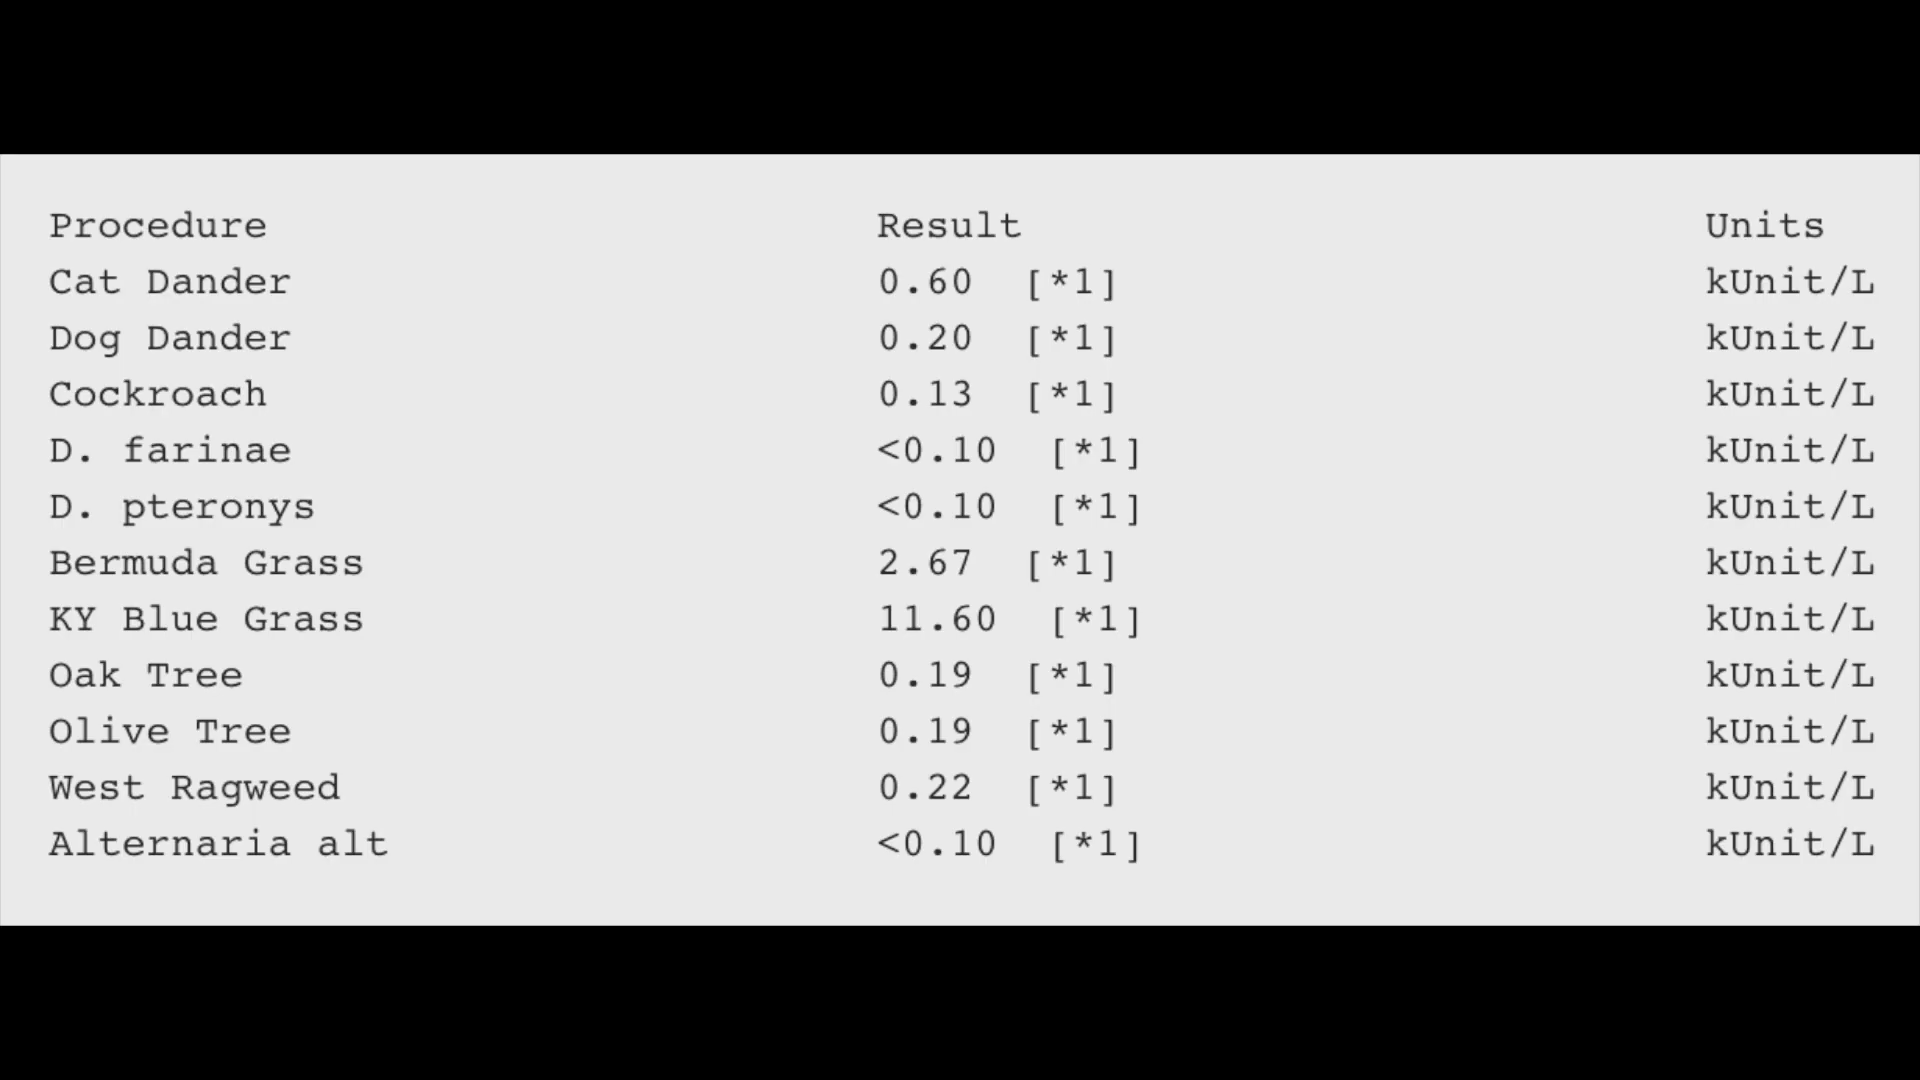 Procedure Result Units
Cat Dander 0.60 [*1] kUnit/L
Dog Dander 0.20 [*1] kUnit/L
Cockroach 0.13 [*1] kUnit/L
D. farinae <0.10 [*1] kUnit/L
D. pteronys <0.10 [*1] kUnit/L
Bermuda Grass 2.67 [*1] kUnit/L
KY Blue Grass 11.60 [*1] kUnit/L
Oak Tree 0.19 [*1] kUnit/L
Olive Tree 0.19 [*1] kUnit/L
West Ragweed 0.22 [*1] kUnit/L
Alternaria alt <0.10 [*1] kUnit/L